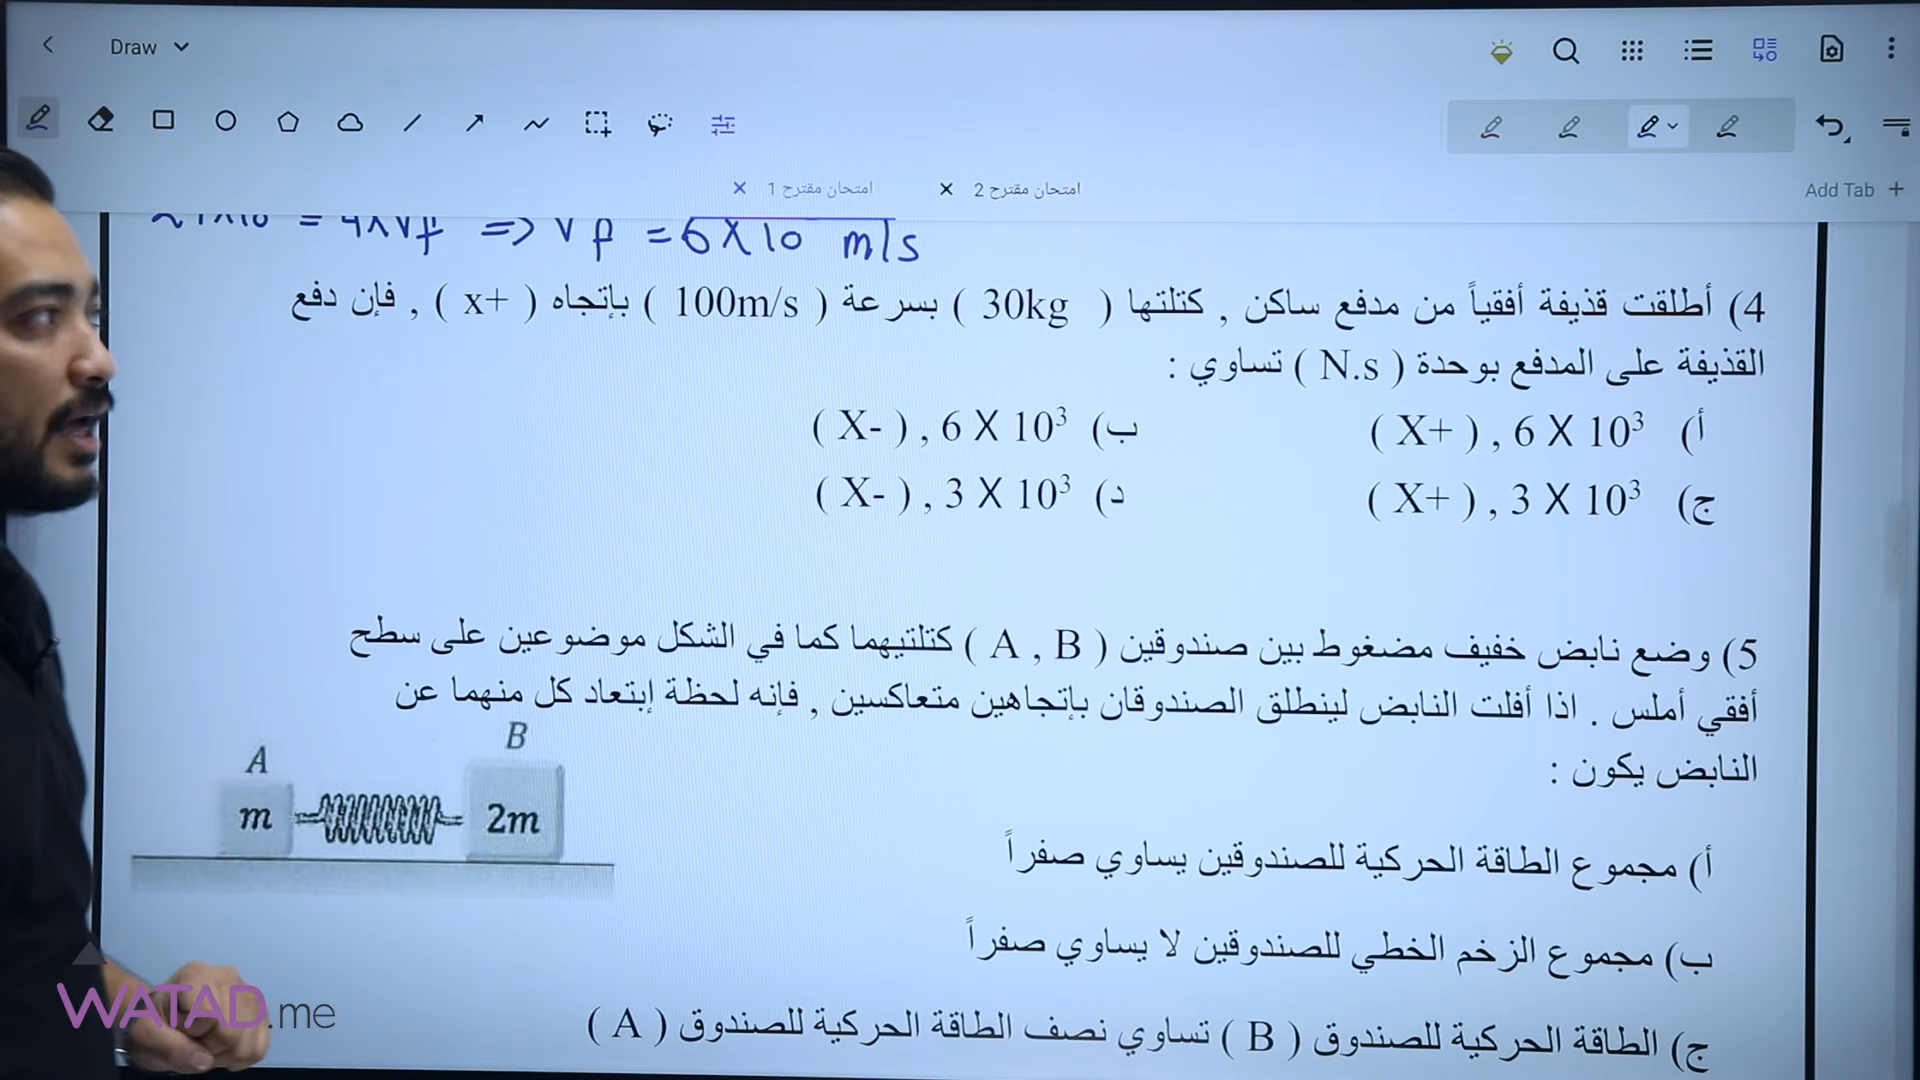 Draw
امتحان مقترح 1
امتحان مقترح 2
Add Tab +
= 4×vf => vf = 6×10 m/s
4) أطلقت قذيفة أفقياً من مدفع ساكن , كتلتها ( 30kg ) بسرعة ( 100m/s ) بإتجاه ( +x ) , فإن دفع
القذيفة على المدفع بوحدة ( N.s ) تساوي :
أ) 6 X 10³ , ( X+ )
ب) 6 X 10³ , ( X- )
ج) 3 X 10³ , ( X+ )
د) 3 X 10³ , ( X- )
5) وضع نابض خفيف مضغوط بين صندوقين ( A , B ) كتلتيهما كما في الشكل موضوعين على سطح
أفقي أملس . اذا أفلت النابض لينطلق الصندوقان بإتجاهين متعاكسين , فإنه لحظة إبتعاد كل منهما عن
النابض يكون :
A
B
m
2m
أ) مجموع الطاقة الحركية للصندوقين يساوي صفراً
ب) مجموع الزخم الخطي للصندوقين لا يساوي صفراً
ج) الطاقة الحركية للصندوق ( B ) تساوي نصف الطاقة الحركية للصندوق ( A )
WATAD.me